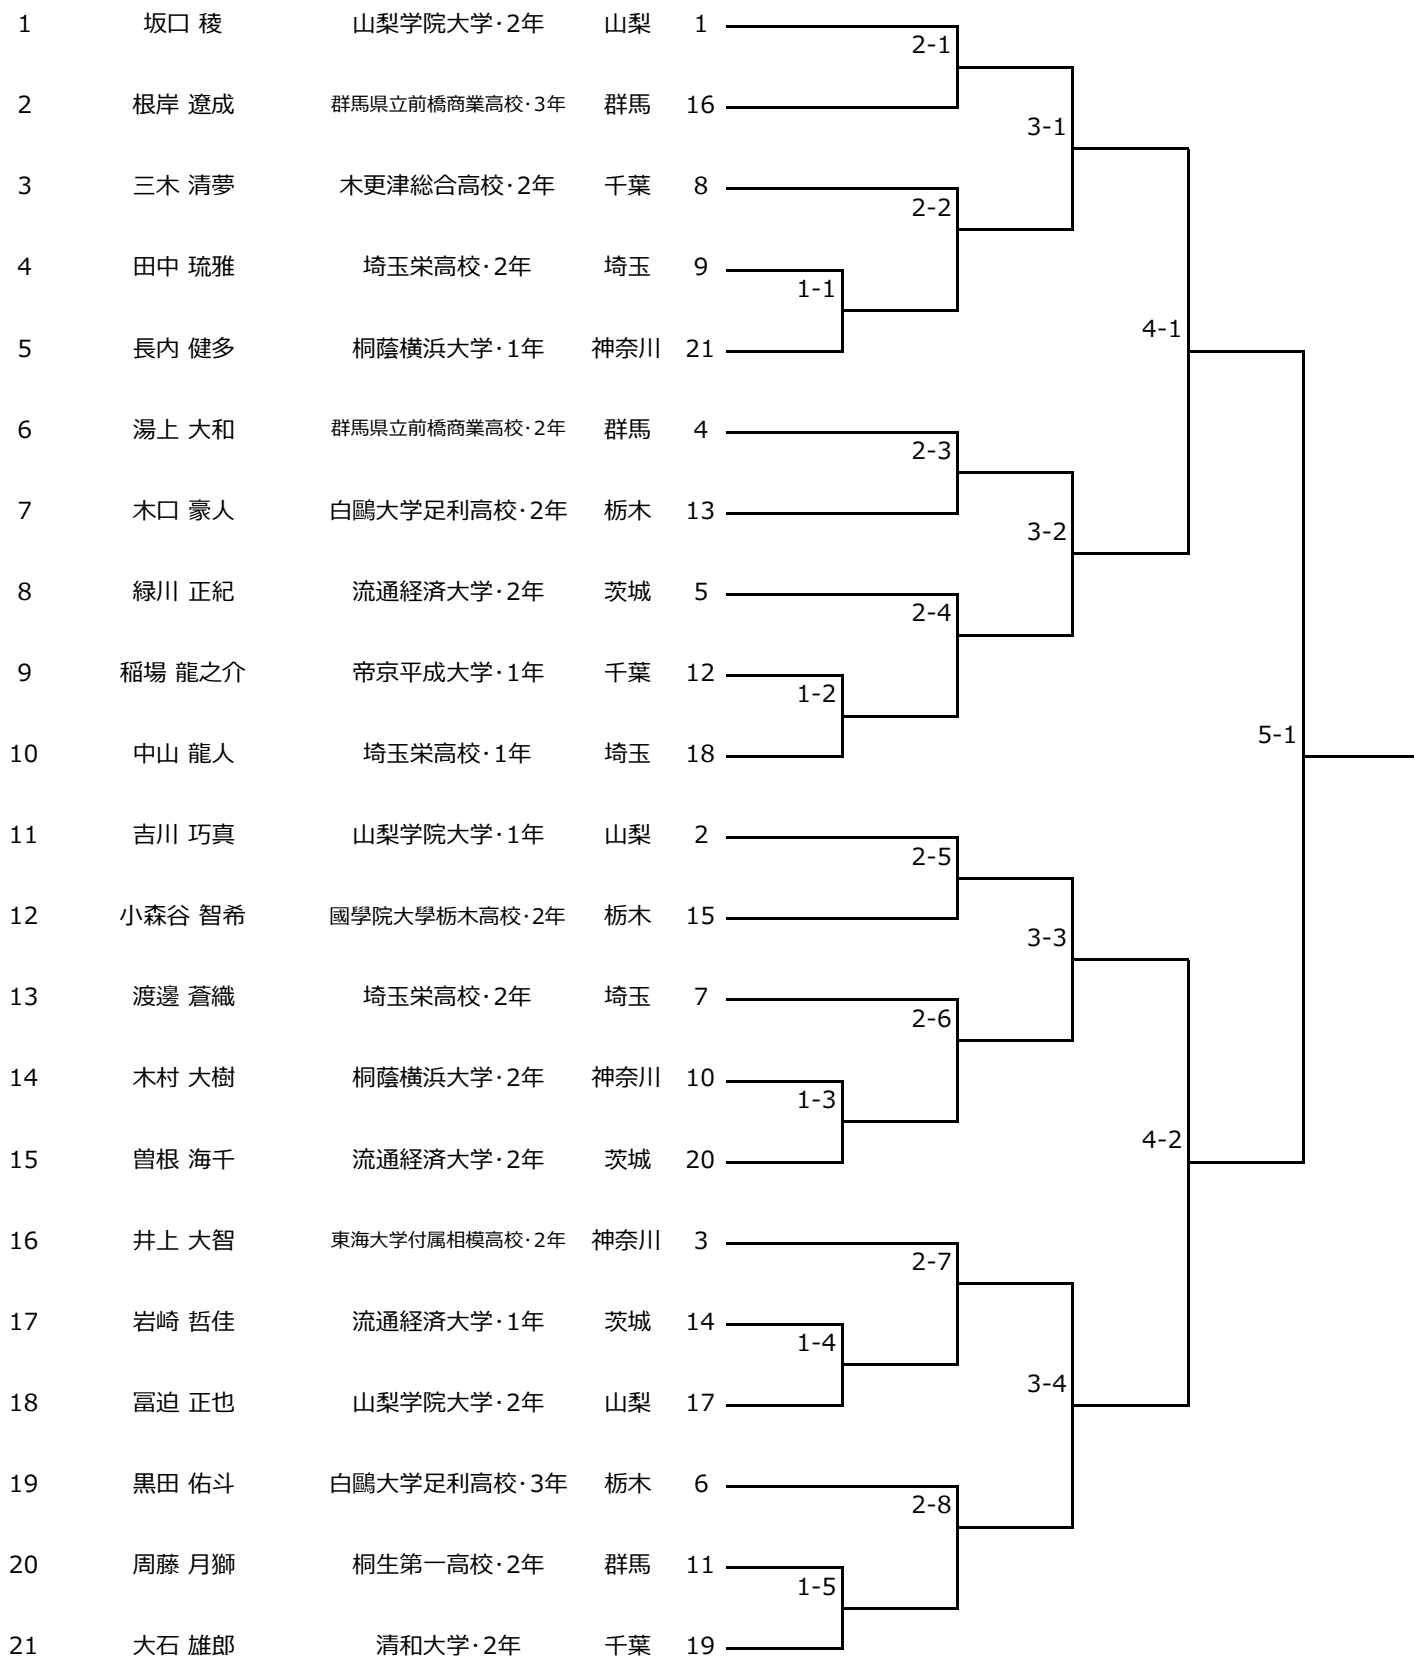 1 坂口 稜 山梨学院大学・2年 山梨 1
2-1
2 根岸 遼成 群馬県立前橋商業高校・3年 群馬 16
3-1
3 三木 清夢 木更津総合高校・2年 千葉 8
2-2
4 田中 琉雅 埼玉栄高校・2年 埼玉 9
1-1
4-1
5 長内 健多 桐蔭横浜大学・1年 神奈川 21
6 湯上 大和 群馬県立前橋商業高校・2年 群馬 4
2-3
7 木口 豪人 白鷗大学足利高校・2年 栃木 13
3-2
8 緑川 正紀 流通経済大学・2年 茨城 5
2-4
9 稲場 龍之介 帝京平成大学・1年 千葉 12
1-2
5-1
10 中山 龍人 埼玉栄高校・1年 埼玉 18
11 吉川 巧真 山梨学院大学・1年 山梨 2
2-5
12 小森谷 智希 國學院大學栃木高校・2年 栃木 15
3-3
13 渡邊 蒼織 埼玉栄高校・2年 埼玉 7
2-6
14 木村 大樹 桐蔭横浜大学・2年 神奈川 10
1-3
4-2
15 曽根 海千 流通経済大学・2年 茨城 20
16 井上 大智 東海大学付属相模高校・2年 神奈川 3
2-7
17 岩崎 哲佳 流通経済大学・1年 茨城 14
1-4
3-4
18 冨迫 正也 山梨学院大学・2年 山梨 17
19 黒田 佑斗 白鷗大学足利高校・3年 栃木 6
2-8
20 周藤 月獅 桐生第一高校・2年 群馬 11
1-5
21 大石 雄郎 清和大学・2年 千葉 19